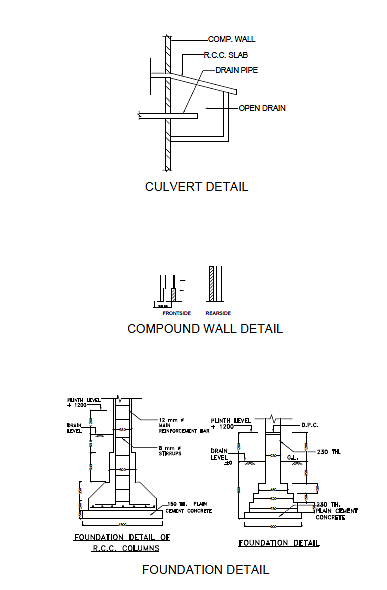 COMP. WALL
R.C.C. SLAB
DRAIN PIPE
OPEN DRAIN
CULVERT DETAIL
FRONTSIDE
REARSIDE
COMPOUND WALL DETAIL
PLINTH LEVEL
+ 1200
DRAIN
LEVEL
12 mm ø
MAIN
REINFORCEMENT BAR
8 mm ø
STIRRUPS
150 TH. PLAIN
CEMENT CONCRETE
FOUNDATION DETAIL OF
R.C.C. COLUMNS
PLINTH LEVEL
+ 1200
D.P.C.
DRAIN
LEVEL
±0
230 TH.
G.L.
PLAIN CEMENT
CONCRETE
FOUNDATION DETAIL
FOUNDATION DETAIL